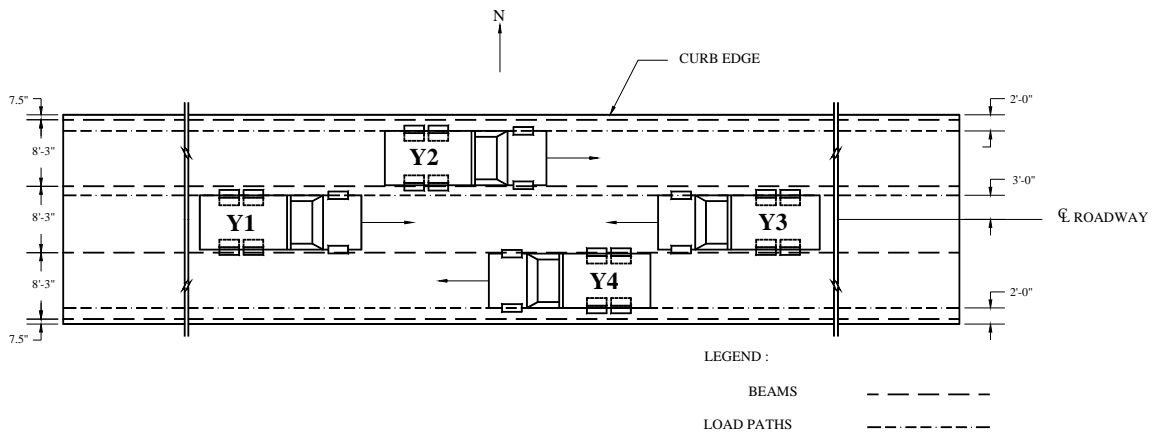 N
CURB EDGE
7.5"
2'-0"
Y2
8'-3"
3'-0"
8'-3"
Y1
Y3
℄ ROADWAY
Y4
8'-3"
2'-0"
7.5"
LEGEND :
BEAMS
LOAD PATHS